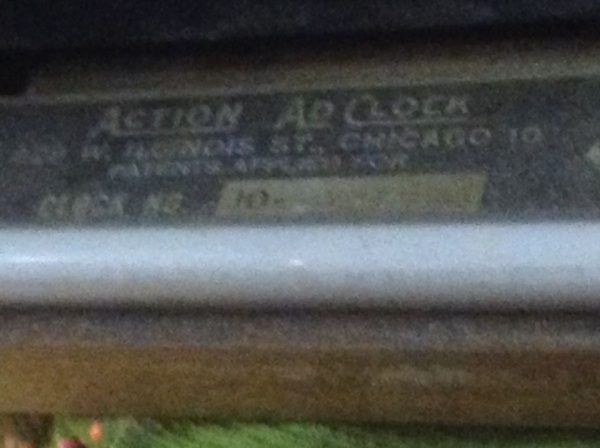 ACTION AD CLOCK
W. ILLINOIS ST., CHICAGO 10
PATENTS APPLIED FOR
CLOCK NO. 10-